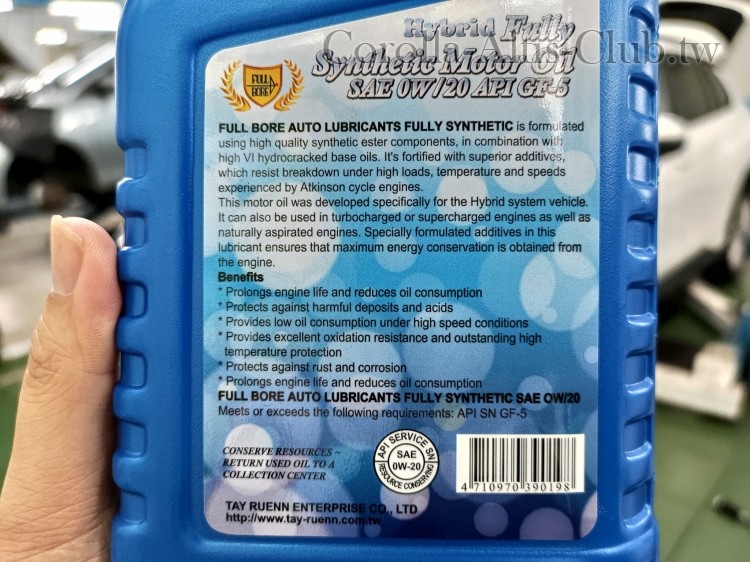 Corolla Altis Club.tw
Hybrid Fully
Synthetic Motor Oil
SAE 0W/20 API GF-5
FULL
BORE
FULL BORE AUTO LUBRICANTS FULLY SYNTHETIC is formulated
using high quality synthetic ester components, in combination with
high VI hydrocracked base oils. It's fortified with superior additives,
which resist breakdown under high loads, temperature and speeds
experienced by Atkinson cycle engines.
This motor oil was developed specifically for the Hybrid system vehicle.
It can also be used in turbocharged or supercharged engines as well as
naturally aspirated engines. Specially formulated additives in this
lubricant ensures that maximum energy conservation is obtained from
the engine.
Benefits
* Prolongs engine life and reduces oil consumption
* Protects against harmful deposits and acids
* Provides low oil consumption under high speed conditions
* Provides excellent oxidation resistance and outstanding high
temperature protection
* Protects against rust and corrosion
* Prolongs engine life and reduces oil consumption
FULL BORE AUTO LUBRICANTS FULLY SYNTHETIC SAE OW/20
Meets or exceeds the following requirements: API SN GF-5
CONSERVE RESOURCES ~
RETURN USED OIL TO A
COLLECTION CENTER
API SERVICE SN
SAE
0W-20
RESOURCE CONSERVING
4 710970 390198
TAY RUENN ENTERPRISE CO., LTD
http://www.tay-ruenn.com.tw